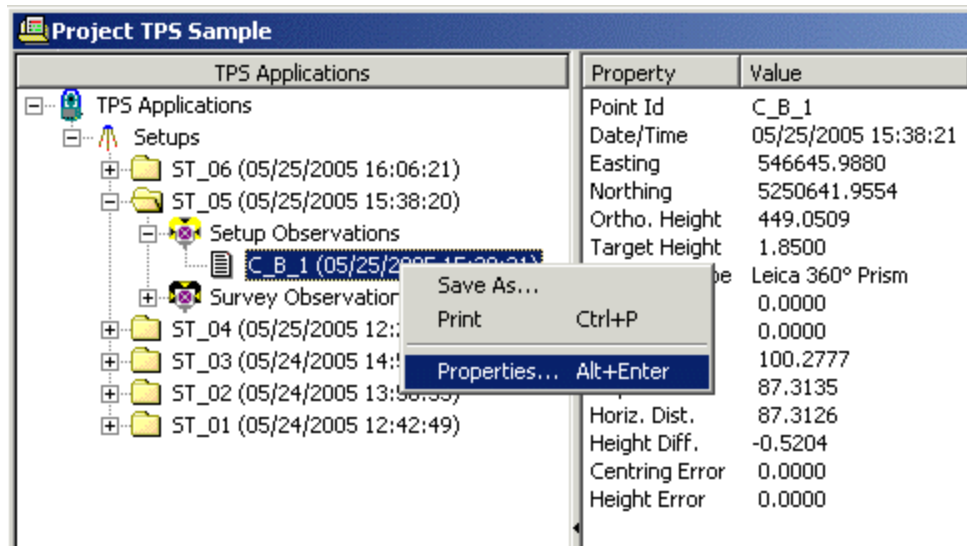 Project TPS Sample
TPS Applications
TPS Applications
Setups
ST_06 (05/25/2005 16:06:21)
ST_05 (05/25/2005 15:38:20)
Setup Observations
C_B_1 (05/25/2
Survey Observation
ST_04 (05/25/2005 12:
ST_03 (05/24/2005 14:
ST_02 (05/24/2005 13:
ST_01 (05/24/2005 12:42:49)
Save As...
Print Ctrl+P
Properties... Alt+Enter
Property Value
Point Id C_B_1
Date/Time 05/25/2005 15:38:21
Easting 546645.9880
Northing 5250641.9554
Ortho. Height 449.0509
Target Height 1.8500
Leica 360° Prism
0.0000
0.0000
100.2777
87.3135
Horiz. Dist. 87.3126
Height Diff. -0.5204
Centring Error 0.0000
Height Error 0.0000